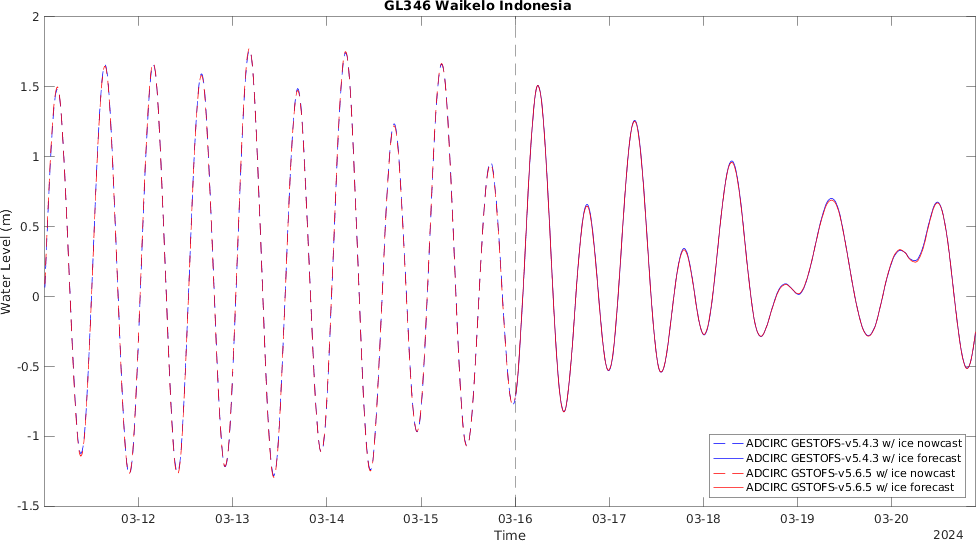 GL346 Waikelo Indonesia
2
1.5
1
0.5
0
-0.5
-1
-1.5
Water Level (m)
03-12 03-13 03-14 03-15 03-16 03-17 03-18 03-19 03-20
Time
2024
ADCIRC GESTOFS-v5.4.3 w/ ice nowcast
ADCIRC GESTOFS-v5.4.3 w/ ice forecast
ADCIRC GSTOFS-v5.6.5 w/ ice nowcast
ADCIRC GSTOFS-v5.6.5 w/ ice forecast